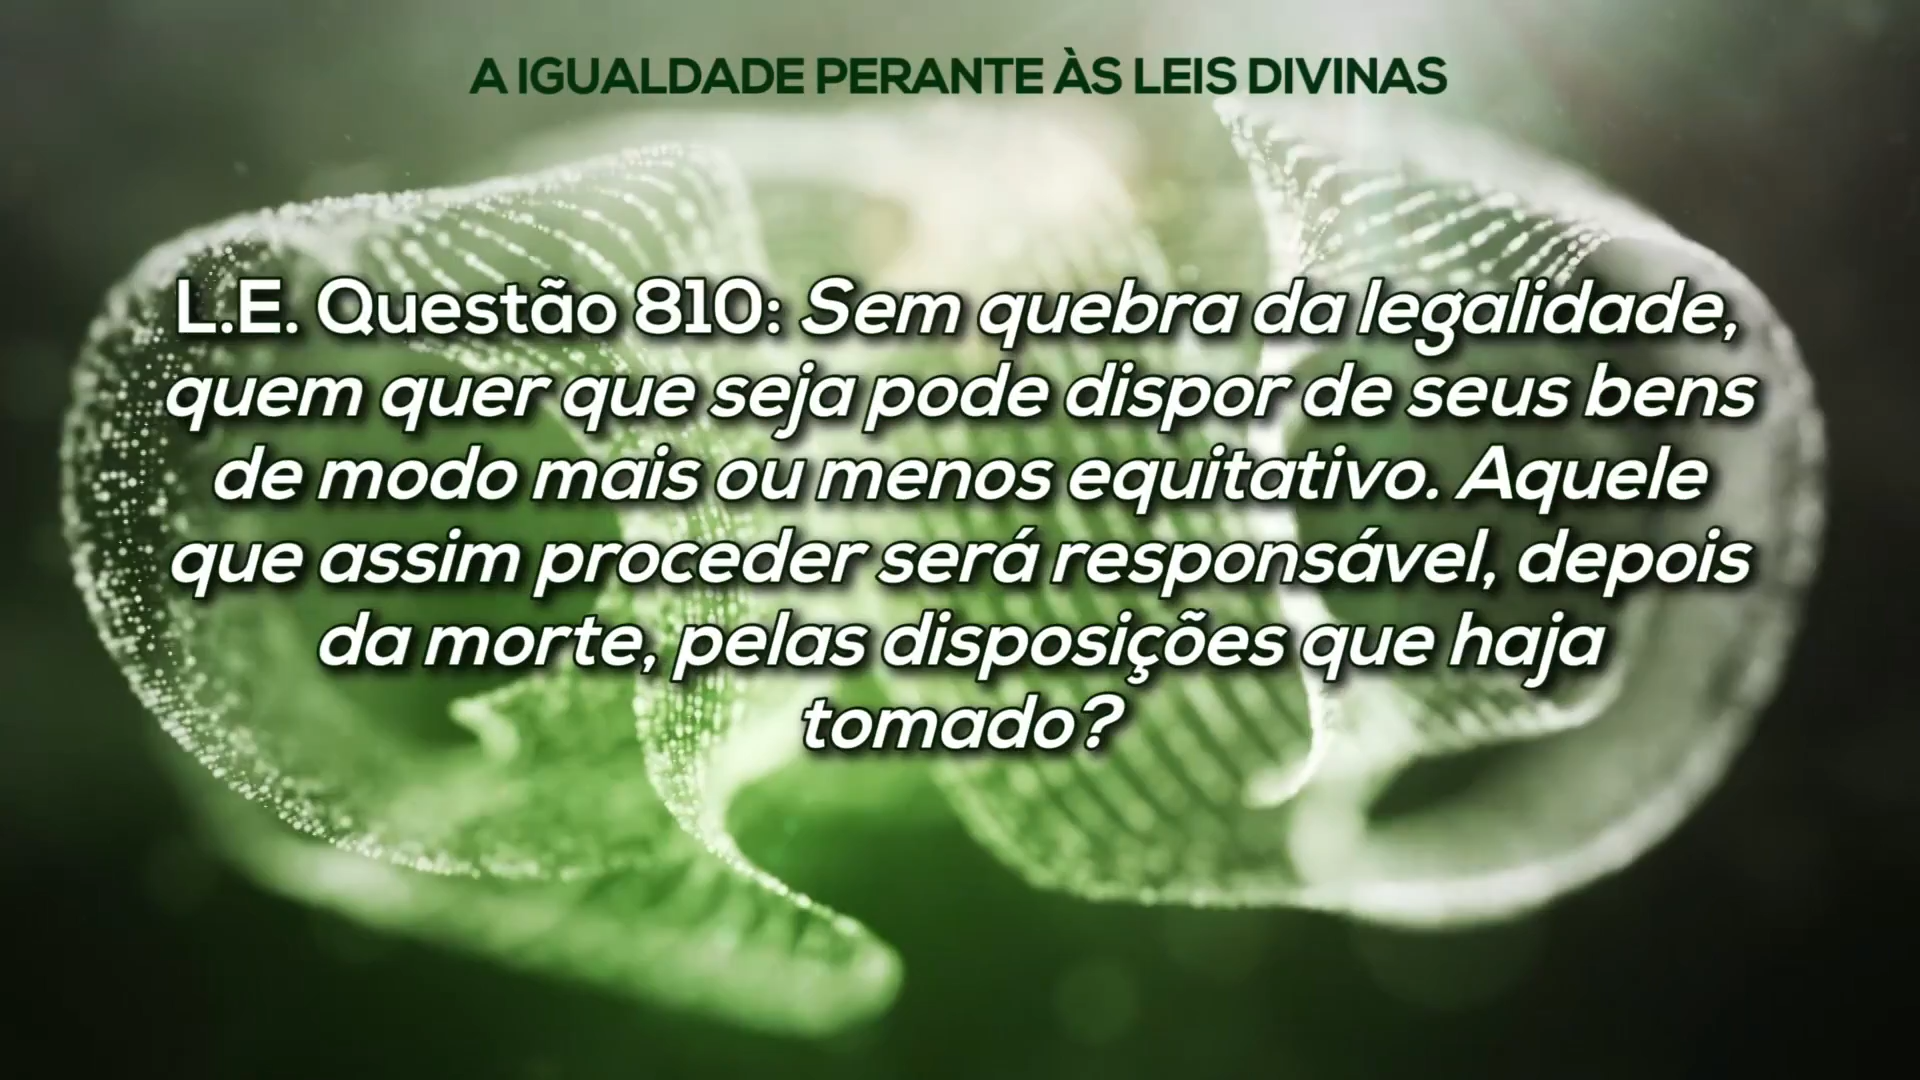 A IGUALDADE PERANTE ÀS LEIS DIVINAS
L.E. Questão 810: Sem quebra da legalidade,
quem quer que seja pode dispor de seus bens
de modo mais ou menos equitativo. Aquele
que assim proceder será responsável, depois
da morte, pelas disposições que haja
tomado?